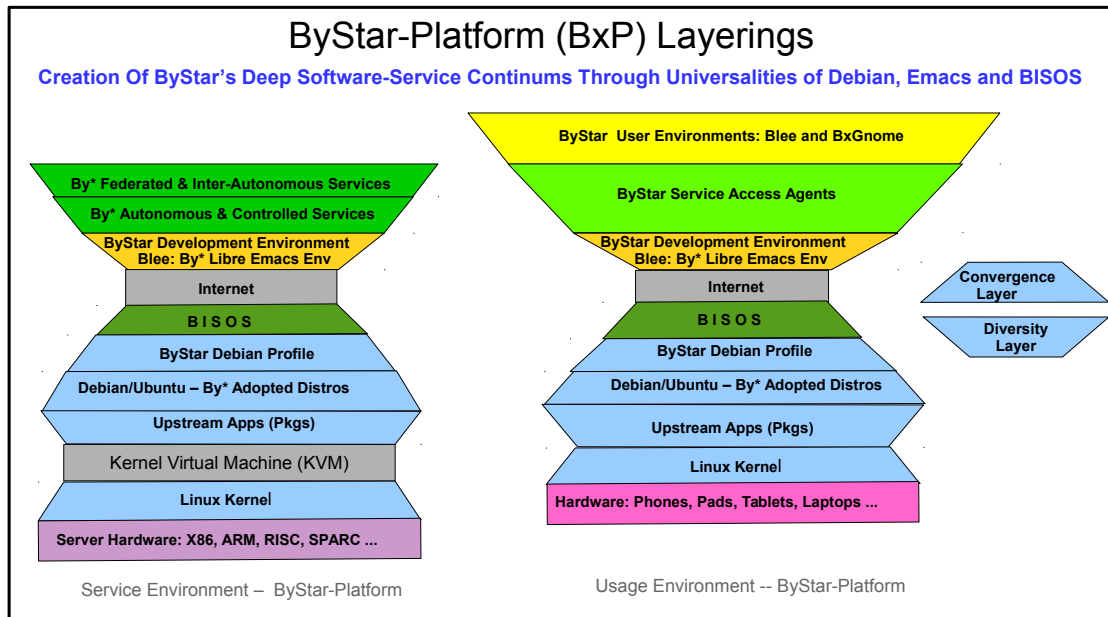 ByStar-Platform (BxP) Layerings
Creation Of ByStar's Deep Software-Service Continums Through Universalities of Debian, Emacs and BISOS
By* Federated & Inter-Autonomous Services
By* Autonomous & Controlled Services
ByStar Development Environment
Blee: By* Libre Emacs Env
Internet
B I S O S
ByStar Debian Profile
Debian/Ubuntu – By* Adopted Distros
Upstream Apps (Pkgs)
Kernel Virtual Machine (KVM)
Linux Kernel
Server Hardware: X86, ARM, RISC, SPARC ...
Service Environment – ByStar-Platform
ByStar User Environments: Blee and BxGnome
ByStar Service Access Agents
ByStar Development Environment
Blee: By* Libre Emacs Env
Internet
B I S O S
ByStar Debian Profile
Debian/Ubuntu – By* Adopted Distros
Upstream Apps (Pkgs)
Linux Kernel
Hardware: Phones, Pads, Tablets, Laptops ...
Usage Environment -- ByStar-Platform
Convergence
Layer
Diversity
Layer